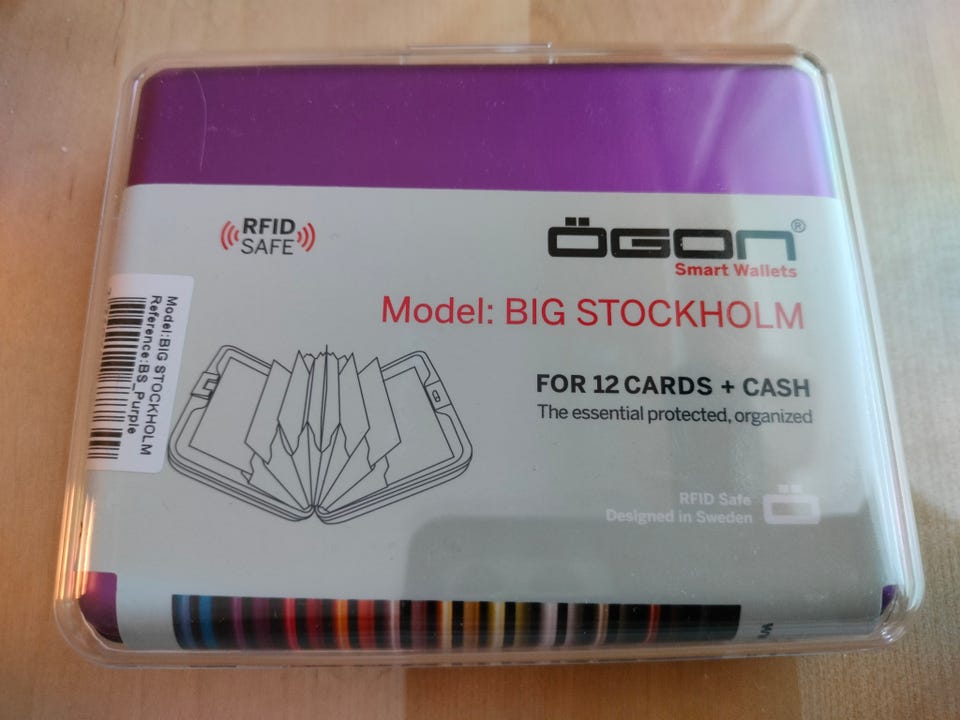 RFID
SAFE
ÖGON®
Smart Wallets
Model: BIG STOCKHOLM
FOR 12 CARDS + CASH
The essential protected, organized
RFID Safe
Designed in Sweden
Model:BIG STOCKHOLM
Reference:BS_Purple